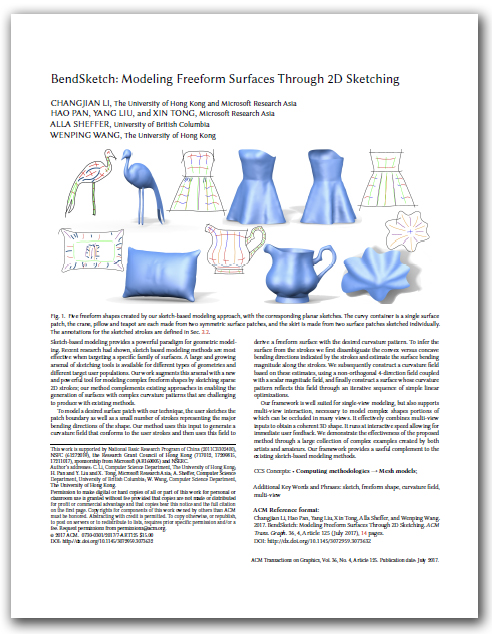 BendSketch: Modeling Freeform Surfaces Through 2D Sketching
CHANGJIAN LI, The University of Hong Kong and Microsoft Research Asia
HAO PAN, YANG LIU, and XIN TONG, Microsoft Research Asia
ALLA SHEFFER, University of British Columbia
WENPING WANG, The University of Hong Kong
Fig. 1. Five freeform shapes created by our sketch-based modeling approach, with the corresponding planar sketches. The curvy container is a single surface
patch, the crane, pillow and teapot are each made from two symmetric surface patches, and the skirt is made from two surface patches sketched individually.
The annotations for the sketched strokes are defined in Sec. 3.2.
Sketch-based modeling provides a powerful paradigm for geometric model-
ing. Recent research had shown, sketch based modeling methods are most
effective when targeting a specific family of surfaces. A large and growing
arsenal of sketching tools is available for different types of geometries and
different target user populations. Our work augments this arsenal with a new
and powerful tool for modeling complex freeform shapes by sketching sparse
2D strokes; our method complements existing approaches in enabling the
generation of surfaces with complex curvature patterns that are challenging
to produce with existing methods.
To model a desired surface patch with our technique, the user sketches the
patch boundary as well as a small number of strokes representing the major
bending directions of the shape. Our method uses this input to generate a
curvature field that conforms to the user strokes and then uses this field to
This work is supported by National Basic Research Program of China (2011CB302400),
NSFC (61272019), the Research Grant Council of Hong Kong (
), sponsorship from Microsoft (
) and NSERC.
Author's addresses: C. Li, Computer Science Department, The University of Hong Kong;
H. Pan and Y. Liu and X. Tong, Microsoft Research Asia, A. Sheffer, Computer Science
Department, University of British Columbia, W. Wang, Computer Science Department,
The University of Hong Kong.
Permission to make digital or hard copies of all or part of this work for personal or
classroom use is granted without fee provided that copies are not made or distributed
for profit or commercial advantage and that copies bear this notice and the full citation
on the first page. Copyrights for components of this work owned by others than ACM
must be honored. Abstracting with credit is permitted. To copy otherwise, or republish,
to post on servers or to redistribute to lists, requires prior specific permission and/or a
fee. Request permissions from permissions@acm.org.
© 2017 ACM. 0730-0301/2017/7-ART125 $15.00
DOI: http://dx.doi.org/10.1145/3072959.3073632
derive a freeform surface with the desired curvature pattern. To infer the
surface from the strokes we first disambiguate the convex versus concave
bending directions indicated by the strokes and estimate the surface bending
magnitude along the strokes. We subsequently construct a curvature field
based on these estimates, using a non-orthogonal 4-direction field coupled
with a scalar magnitude field, and finally construct a surface whose curvature
pattern reflects this field through an iterative sequence of simple linear
optimizations.
Our framework is well suited for single-view modeling, but also supports
multi-view interaction, necessary to model complex shapes portions of
which can be occluded in many views. It effectively combines multi-view
inputs to obtain a coherent 3D shape. It runs at interactive speed allowing for
immediate user feedback. We demonstrate the effectiveness of the proposed
method through a large collection of complex examples created by both
artists and amateurs. Our framework provides a useful complement to the
existing sketch-based modeling methods.
CCS Concepts: • Computing methodologies → Mesh models;
Additional Key Words and Phrases: sketch, freeform shape, curvature field,
multi-view
ACM Reference format:
Changjian Li, Hao Pan, Yang Liu, Xin Tong, Alla Sheffer, and Wenping Wang.
2017. BendSketch: Modeling Freeform Surfaces Through 2D Sketching. ACM
Trans. Graph. 36, 4, Article 125 (July 2017), 14 pages.
DOI: http://dx.doi.org/10.1145/3072959.3073632
ACM Transactions on Graphics, Vol. 36, No. 4, Article 125. Publication date: July 2017.